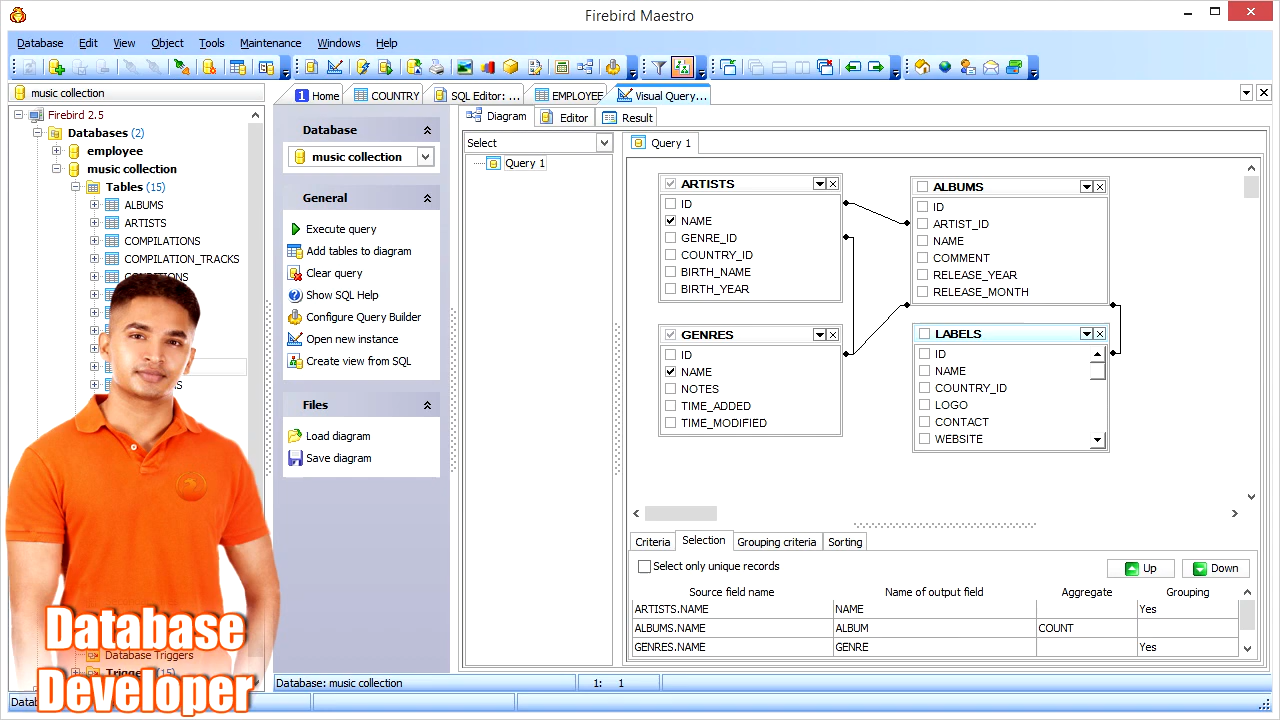 Firebird Maestro
Database Edit View Object Tools Maintenance Windows Help
music collection
1 Home COUNTRY SQL Editor: ... EMPLOYEE Visual Query...
Firebird 2.5
Databases (2)
employee
music collection
Tables (15)
ALBUMS
ARTISTS
COMPILATIONS
COMPILATION_TRACKS
Database Triggers
Database
Developer
Database
music collection
General
Execute query
Add tables to diagram
Clear query
Show SQL Help
Configure Query Builder
Open new instance
Create view from SQL
Files
Load diagram
Save diagram
Diagram Editor Result
Select
Query 1
Query 1
ARTISTS
ID
NAME
GENRE_ID
COUNTRY_ID
BIRTH_NAME
BIRTH_YEAR
ALBUMS
ID
ARTIST_ID
NAME
COMMENT
RELEASE_YEAR
RELEASE_MONTH
GENRES
ID
NAME
NOTES
TIME_ADDED
TIME_MODIFIED
LABELS
ID
NAME
COUNTRY_ID
LOGO
CONTACT
WEBSITE
Criteria Selection Grouping criteria Sorting
Select only unique records Up Down
Source field name Name of output field Aggregate Grouping
ARTISTS.NAME NAME Yes
ALBUMS.NAME ALBUM COUNT
GENRES.NAME GENRE Yes
Database: music collection 1: 1